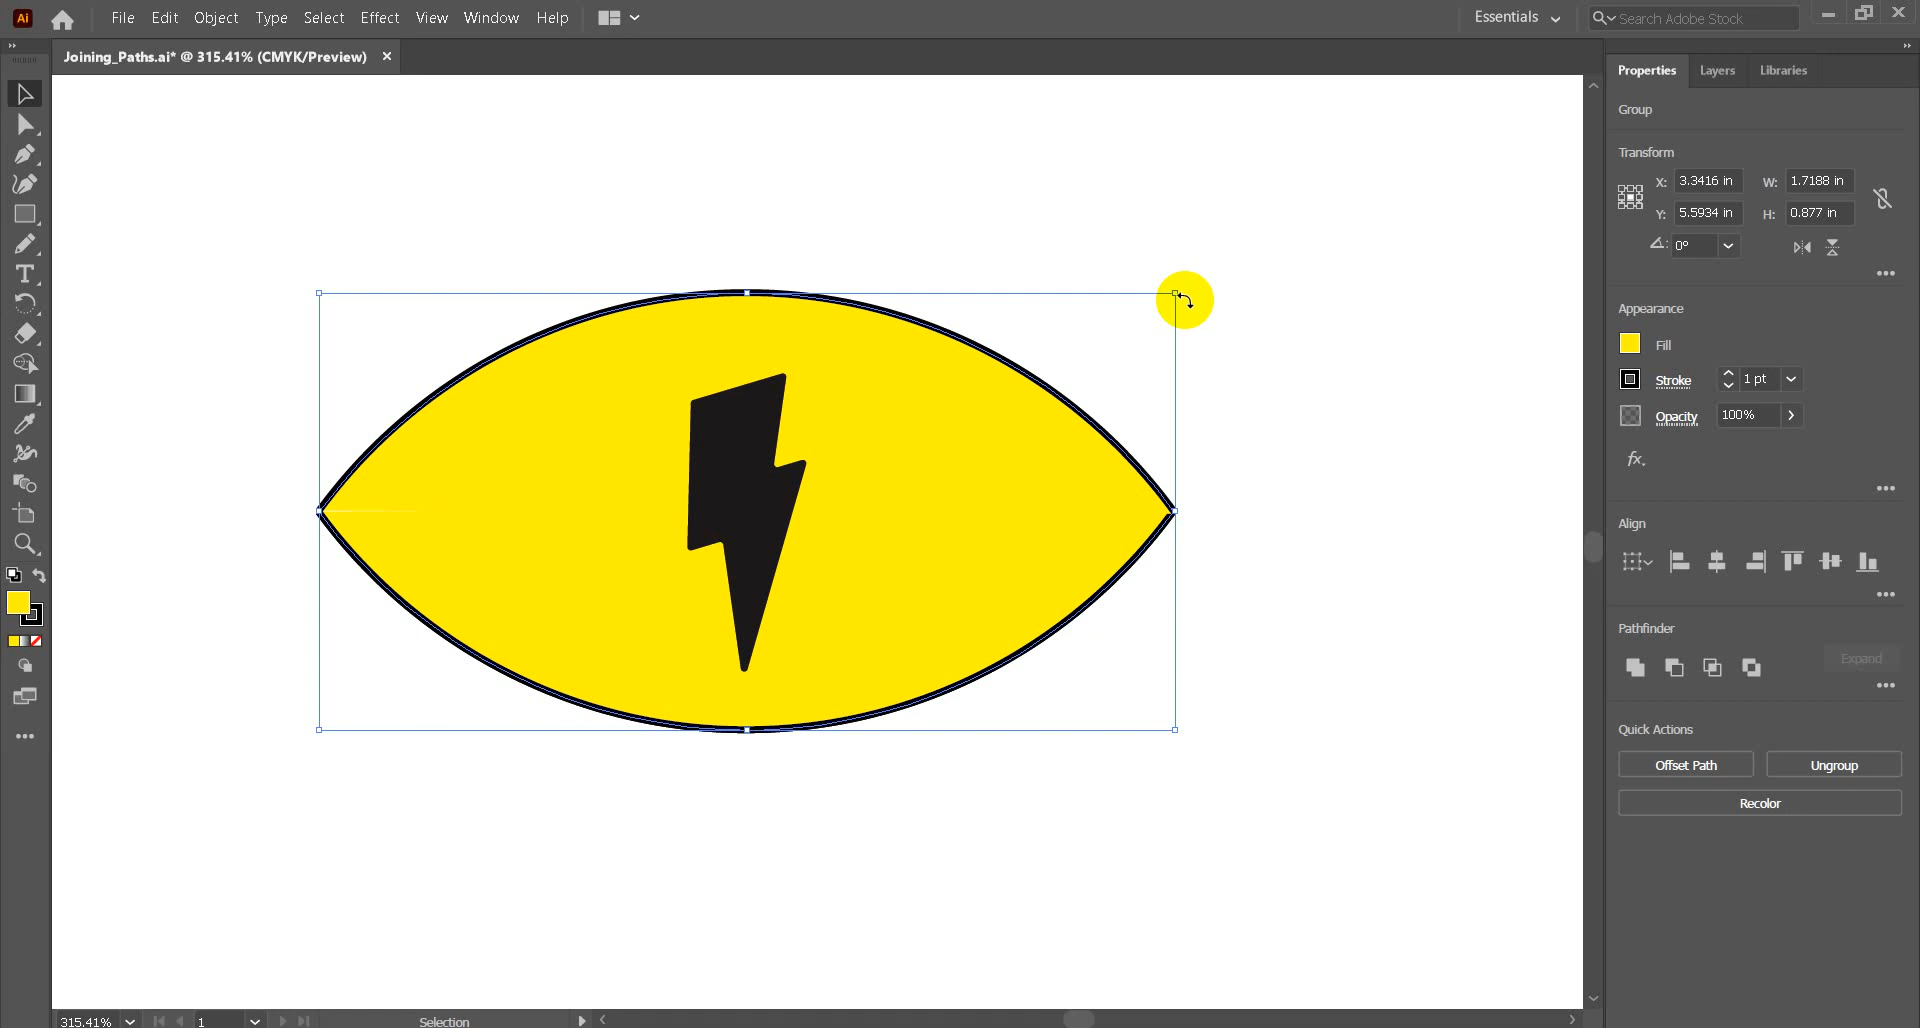 Ai File Edit Object Type Select Effect View Window Help Essentials Search Adobe Stock
Joining_Paths.ai* @ 315.41% (CMYK/Preview) ×
Properties Layers Libraries
Group
Transform
X: 3.3416 in W: 1.7188 in
Y: 5.5934 in H: 0.877 in
0°
Appearance
Fill
Stroke 1 pt
Opacity 100%
fx.
Align
Pathfinder
Expand
Quick Actions
Offset Path Ungroup
Recolor
315.41% 1 Selection